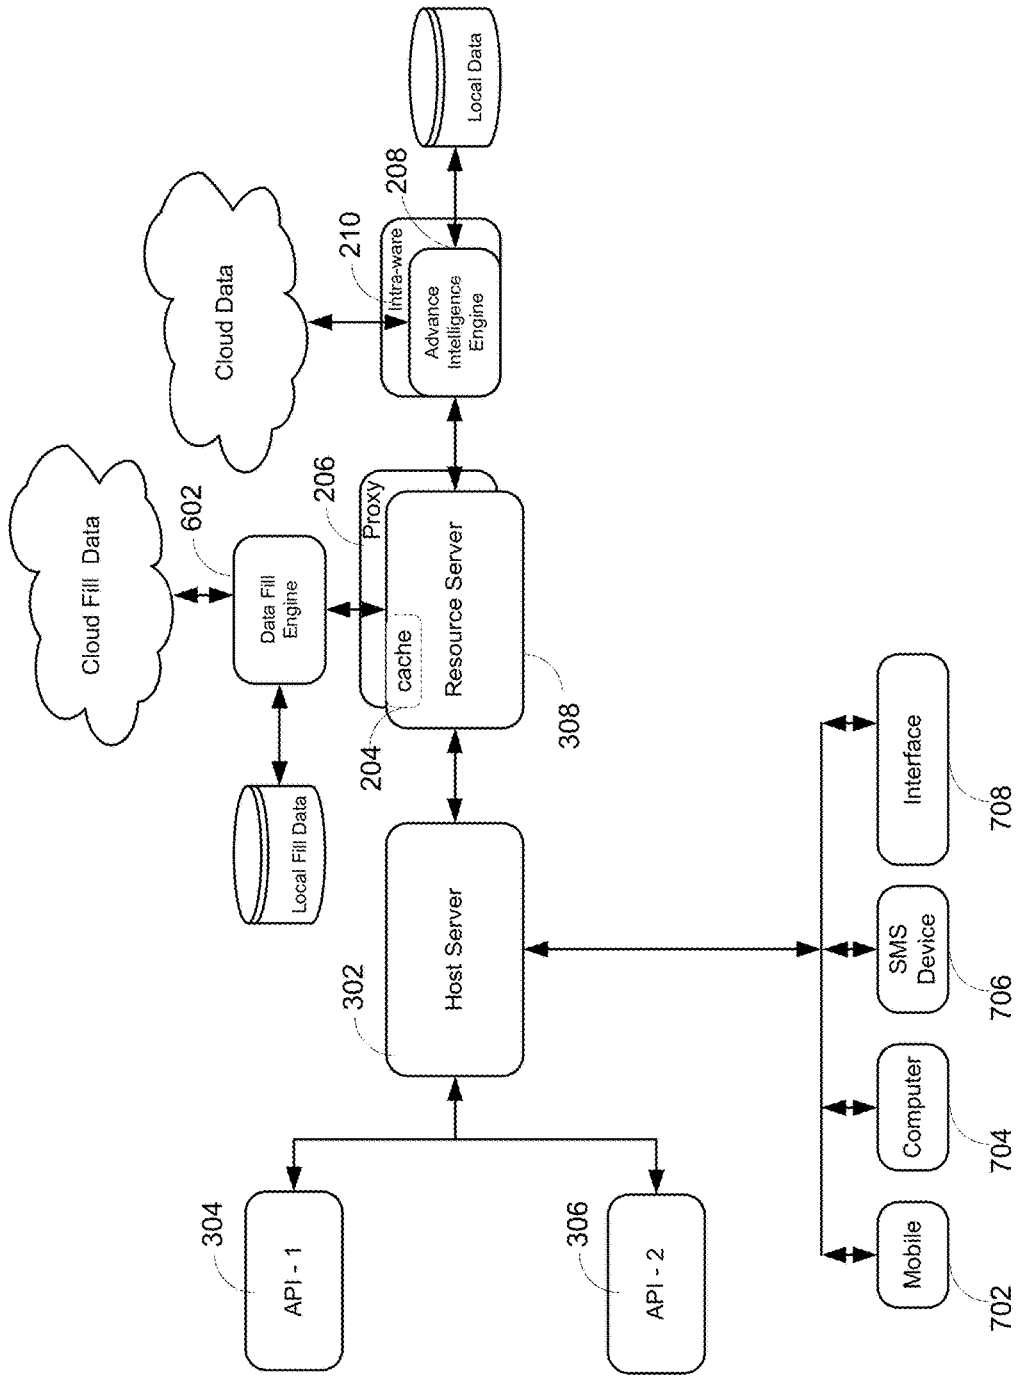 Cloud Fill Data
Cloud Data
602
Data Fill
Engine
Local Fill Data
206
Proxy
204
cache
Resource Server
308
210
Intra-ware
208
Advance
Intelligence
Engine
Local Data
304
API - 1
302
Host Server
306
API - 2
Mobile
702
Computer
704
SMS
Device
706
Interface
708